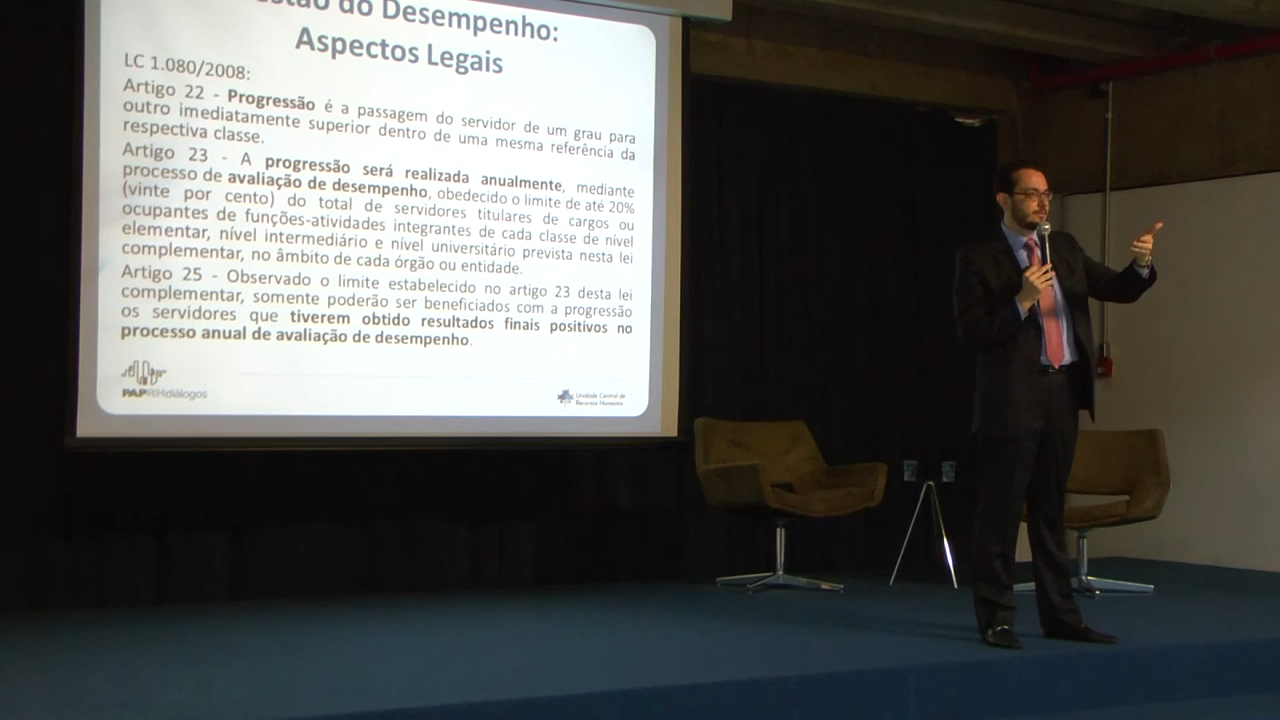 stão do Desempenho:
Aspectos Legais
LC 1.080/2008:
Artigo 22 - Progressão é a passagem do servidor de um grau para
outro imediatamente superior dentro de uma mesma referência da
respectiva classe.
Artigo 23 - A progressão será realizada anualmente, mediante
processo de avaliação de desempenho, obedecido o limite de até 20%
(vinte por cento) do total de servidores titulares de cargos ou
ocupantes de funções-atividades integrantes de cada classe de nível
elementar, nível intermediário e nível universitário prevista nesta lei
complementar, no âmbito de cada órgão ou entidade.
Artigo 25 - Observado o limite estabelecido no artigo 23 desta lei
complementar, somente poderão ser beneficiados com a progressão
os servidores que tiverem obtido resultados finais positivos no
processo anual de avaliação de desempenho.
PAPRHdiálogos
Unidade Central de
Recursos Humanos